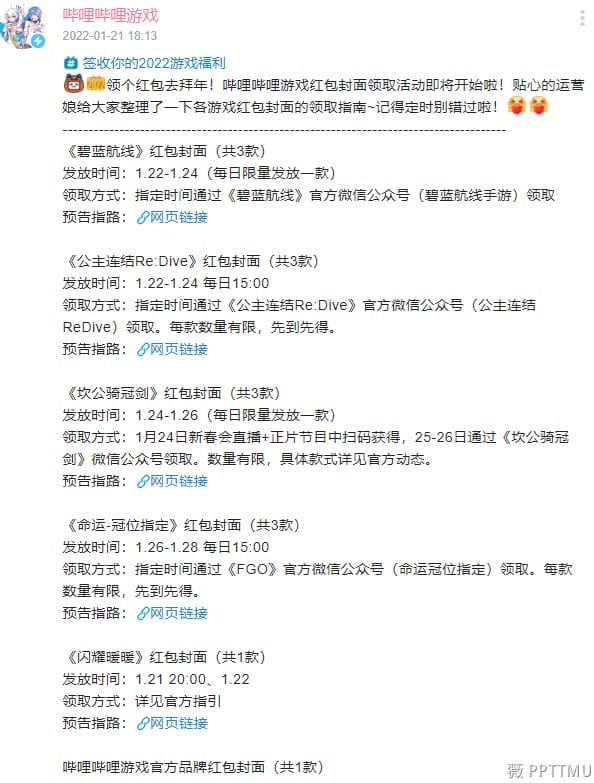 哔哩哔哩游戏
2022-01-21 18:13
签收你的2022游戏福利
领个红包去拜年！哔哩哔哩游戏红包封面领取活动即将开始啦！贴心的运营
娘给大家整理了一下各游戏红包封面的领取指南~记得定时别错过啦！
--------------------------------------------------------------------------------
《碧蓝航线》红包封面（共3款）
发放时间：1.22-1.24（每日限量发放一款）
领取方式：指定时间通过《碧蓝航线》官方微信公众号（碧蓝航线手游）领取
预告指路：网页链接
《公主连结Re:Dive》红包封面（共3款）
发放时间：1.22-1.24 每日15:00
领取方式：指定时间通过《公主连结Re:Dive》官方微信公众号（公主连结
ReDive）领取。每款数量有限，先到先得。
预告指路：网页链接
《坎公骑冠剑》红包封面（共3款）
发放时间：1.24-1.26（每日限量发放一款）
领取方式：1月24日新春会直播+正片节目中扫码获得，25-26日通过《坎公骑冠
剑》微信公众号领取。数量有限，具体款式详见官方动态。
预告指路：网页链接
《命运-冠位指定》红包封面（共3款）
发放时间：1.26-1.28 每日15:00
领取方式：指定时间通过《FGO》官方微信公众号（命运冠位指定）领取。每款
数量有限，先到先得。
预告指路：网页链接
《闪耀暖暖》红包封面（共1款）
发放时间：1.21 20:00、1.22
领取方式：详见官方指引
预告指路：网页链接
哔哩哔哩游戏官方品牌红包封面（共1款）
薇 PPTTMU